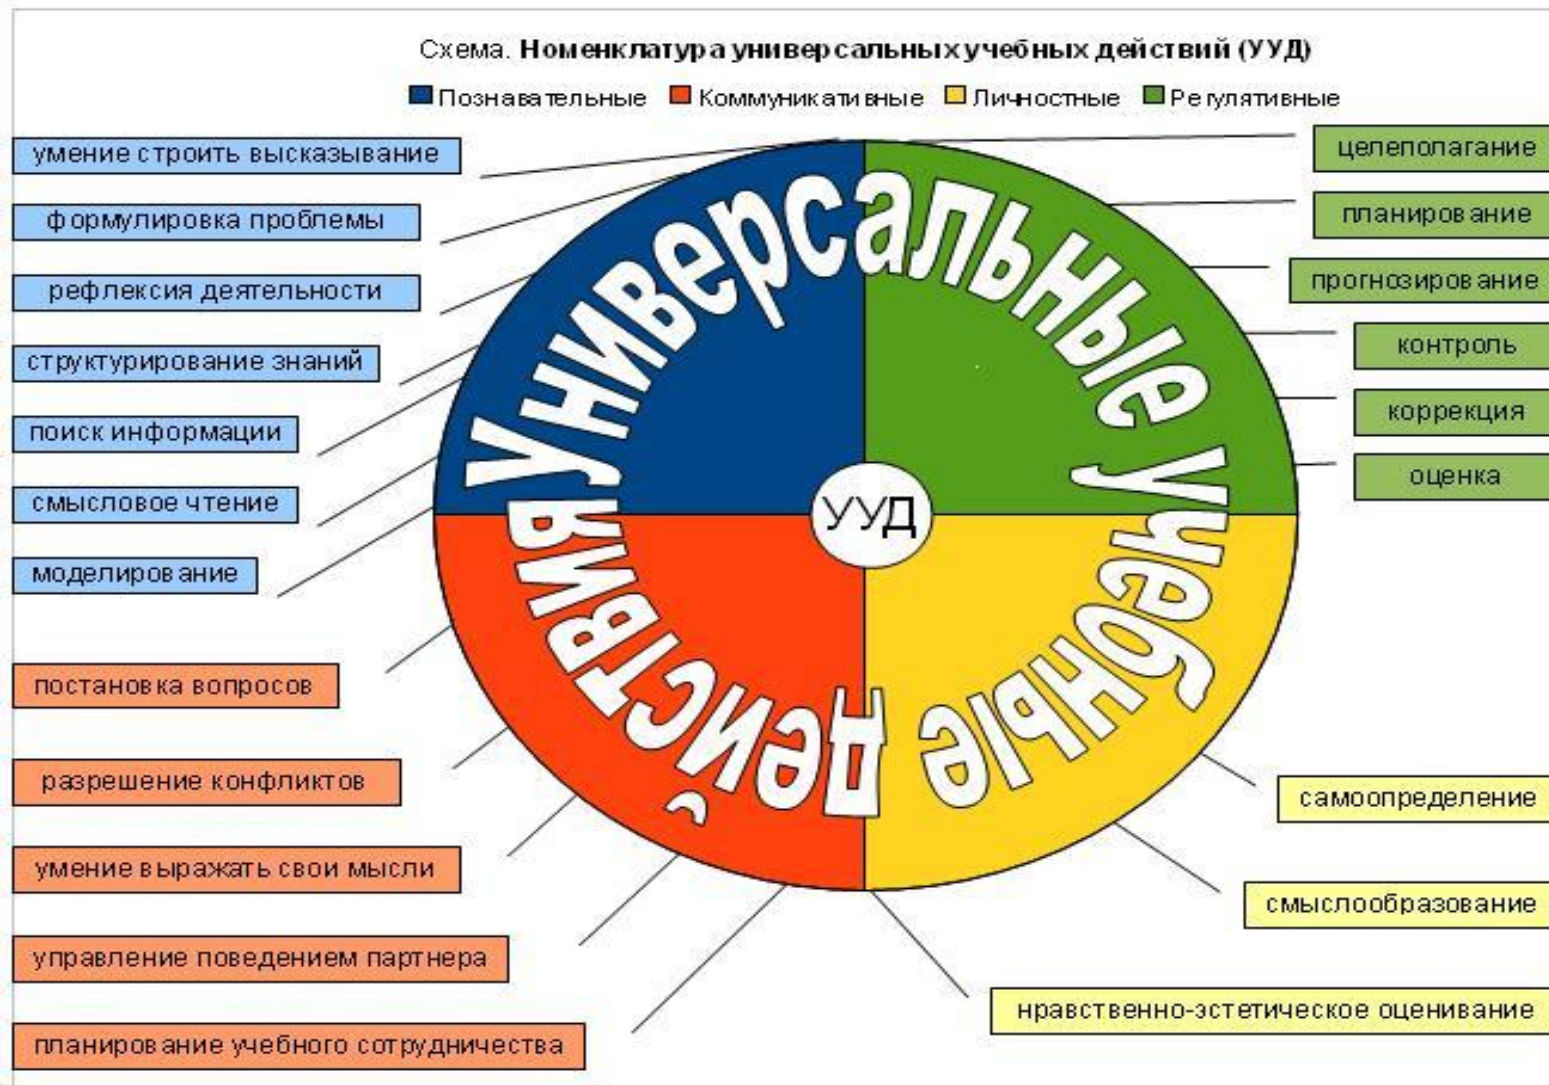 Схема. Номенклатура универсальных учебных действий (УУД)
Познавательные Коммуникативные Личностные Регулятивные
умение строить высказывание
формулировка проблемы
рефлексия деятельности
структурирование знаний
поиск информации
смысловое чтение
моделирование
постановка вопросов
разрешение конфликтов
умение выражать свои мысли
управление поведением партнера
планирование учебного сотрудничества
Универсальные учебные действия
УУД
целеполагание
планирование
прогнозирование
контроль
коррекция
оценка
самоопределение
смыслообразование
нравственно-эстетическое оценивание